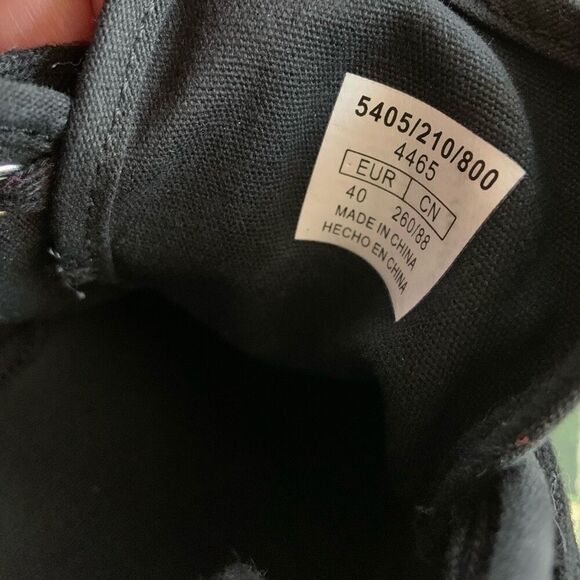 5405/210/800
4465
EUR CN
40 260/88
MADE IN CHINA
HECHO EN CHINA